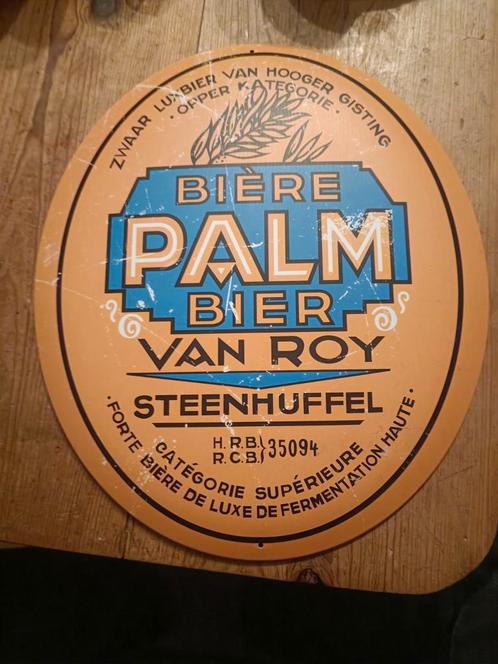 ZWAAR LUXBIER VAN HOOGER GISTING
· OPPER KATEGORIE ·
BIÈRE
PALM
BIER
VAN ROY
STEENHUFFEL
H.R.B. } 35094
R.C.B. }
CATÉGORIE SUPÉRIEURE
· FORTE BIÈRE DE LUXE DE FERMENTATION HAUTE ·